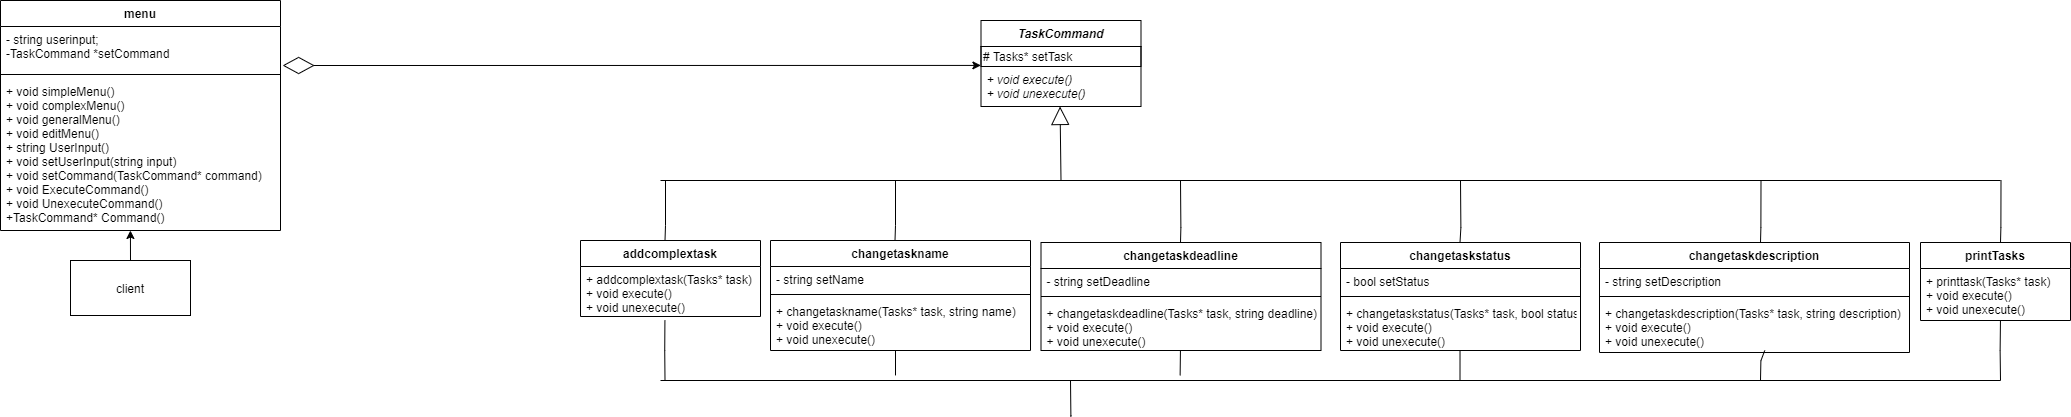 menu
- string userinput;
-TaskCommand *setCommand
+ void simpleMenu()
+ void complexMenu()
+ void generalMenu()
+ void editMenu()
+ string UserInput()
+ void setUserInput(string input)
+ void setCommand(TaskCommand* command)
+ void ExecuteCommand()
+ void UnexecuteCommand()
+TaskCommand* Command()
client
TaskCommand
# Tasks* setTask
+ void execute()
+ void unexecute()
addcomplextask
+ addcomplextask(Tasks* task)
+ void execute()
+ void unexecute()
changetaskname
- string setName
+ changetaskname(Tasks* task, string name)
+ void execute()
+ void unexecute()
changetaskdeadline
- string setDeadline
+ changetaskdeadline(Tasks* task, string deadline)
+ void execute()
+ void unexecute()
changetaskstatus
- bool setStatus
+ changetaskstatus(Tasks* task, bool status
+ void execute()
+ void unexecute()
changetaskdescription
- string setDescription
+ changetaskdescription(Tasks* task, string description)
+ void execute()
+ void unexecute()
printTasks
+ printtask(Tasks* task)
+ void execute()
+ void unexecute()